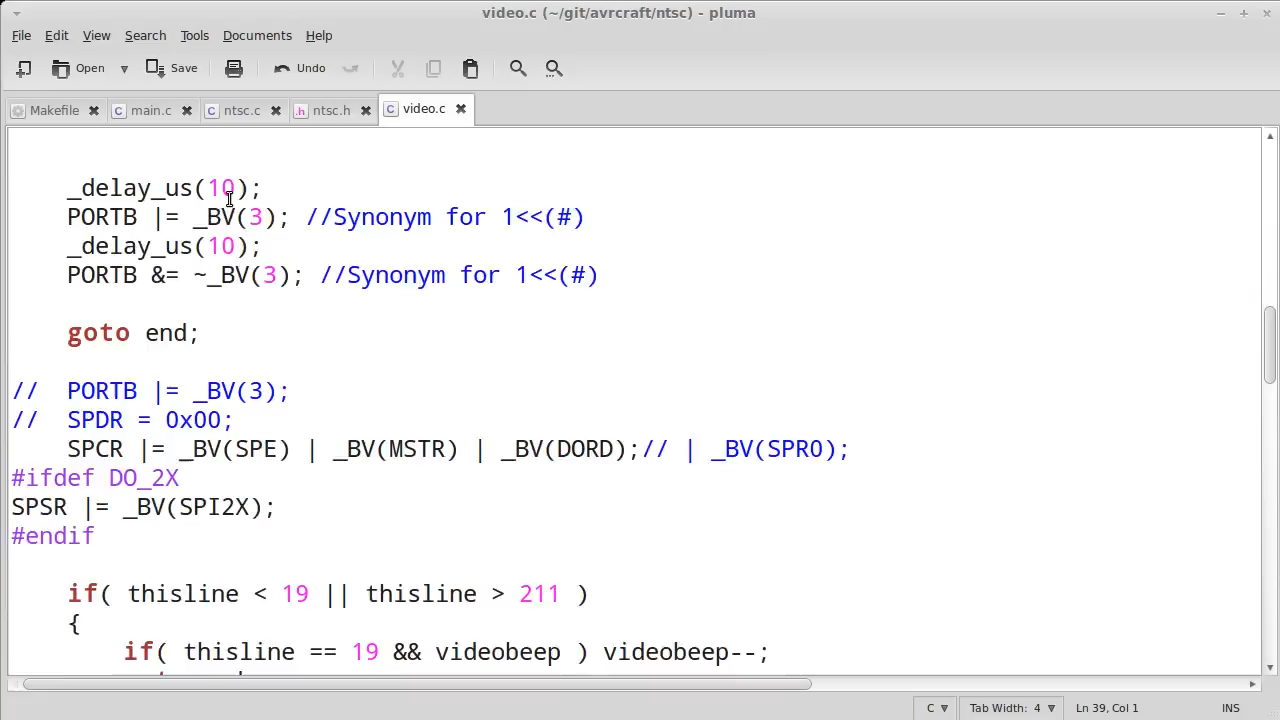 video.c (~/git/avrcraft/ntsc) - pluma
File Edit View Search Tools Documents Help
Open Save Undo
Makefile main.c ntsc.c ntsc.h video.c
_delay_us(10);
PORTB |= _BV(3); //Synonym for 1<<(#)
_delay_us(10);
PORTB &= ~_BV(3); //Synonym for 1<<(#)
goto end;
// PORTB |= _BV(3);
// SPDR = 0x00;
SPCR |= _BV(SPE) | _BV(MSTR) | _BV(DORD);// | _BV(SPR0);
#ifdef DO_2X
SPSR |= _BV(SPI2X);
#endif
if( thisline < 19 || thisline > 211 )
{
if( thisline == 19 && videobeep ) videobeep--;
C Tab Width: 4 Ln 39, Col 1 INS